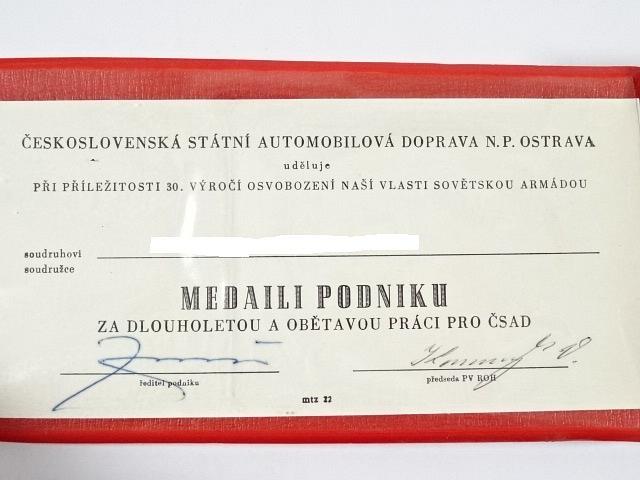 ČESKOSLOVENSKÁ STÁTNÍ AUTOMOBILOVÁ DOPRAVA N.P. OSTRAVA
uděluje
PŘI PŘÍLEŽITOSTI 30. VÝROČÍ OSVOBOZENÍ NAŠÍ VLASTI SOVĚTSKOU ARMÁDOU
soudruhovi
soudružce
MEDAILI PODNIKU
ZA DLOUHOLETOU A OBĚTAVOU PRÁCI PRO ČSAD
ředitel podniku
předseda PV ROH
mtz 22